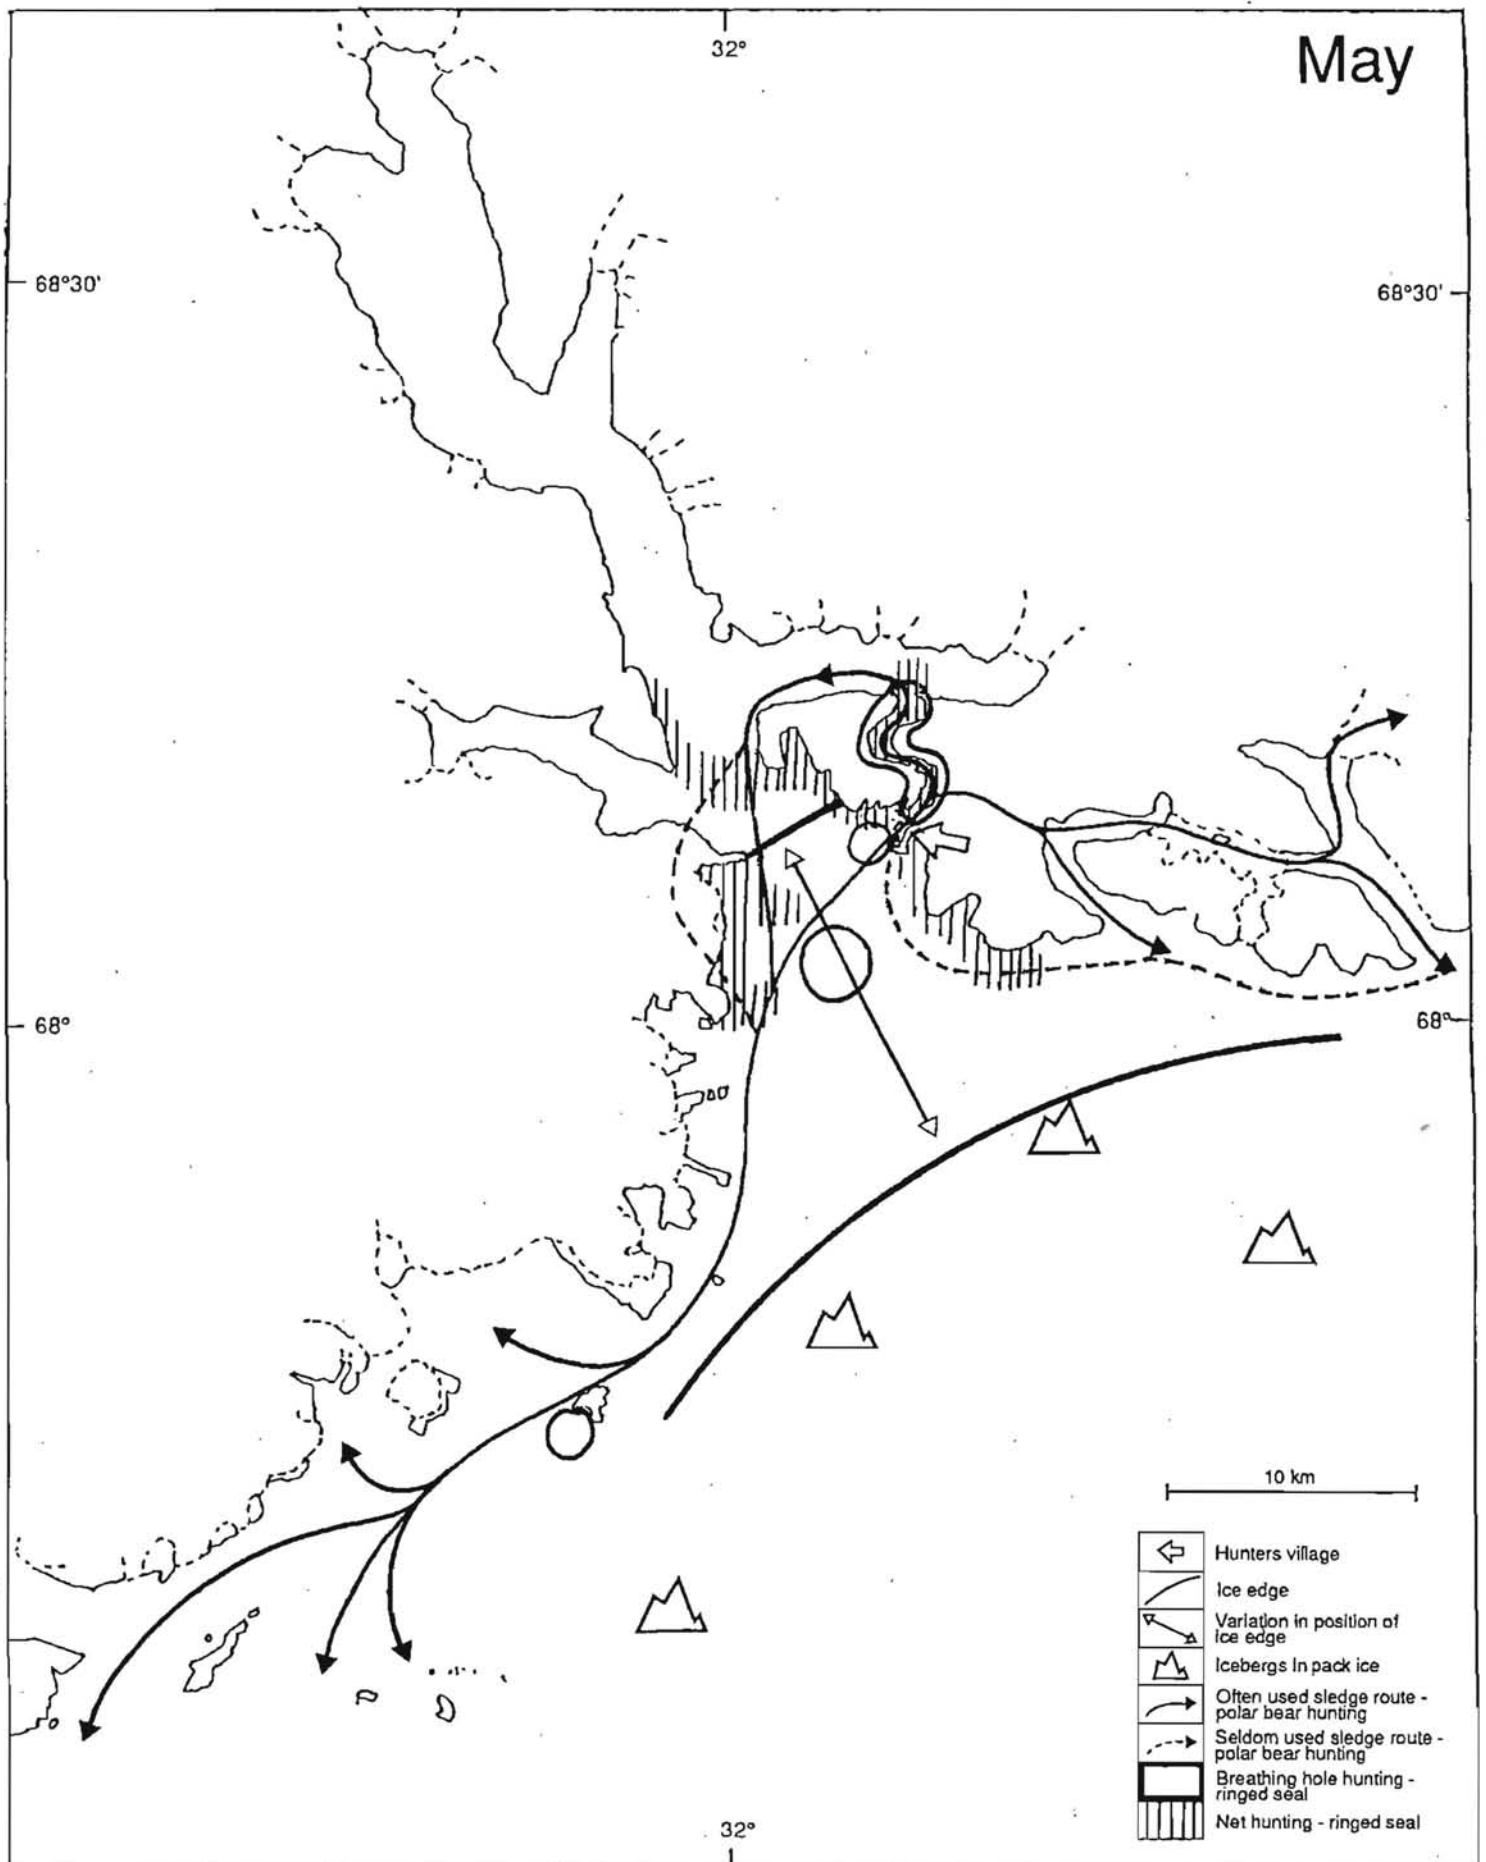 32°
May
68°30'
68°30'
68°
68°
10 km
Hunters village
Ice edge
Variation in position of
ice edge
Icebergs in pack ice
Often used sledge route -
polar bear hunting
Seldom used sledge route -
polar bear hunting
Breathing hole hunting -
ringed seal
Net hunting - ringed seal
32°